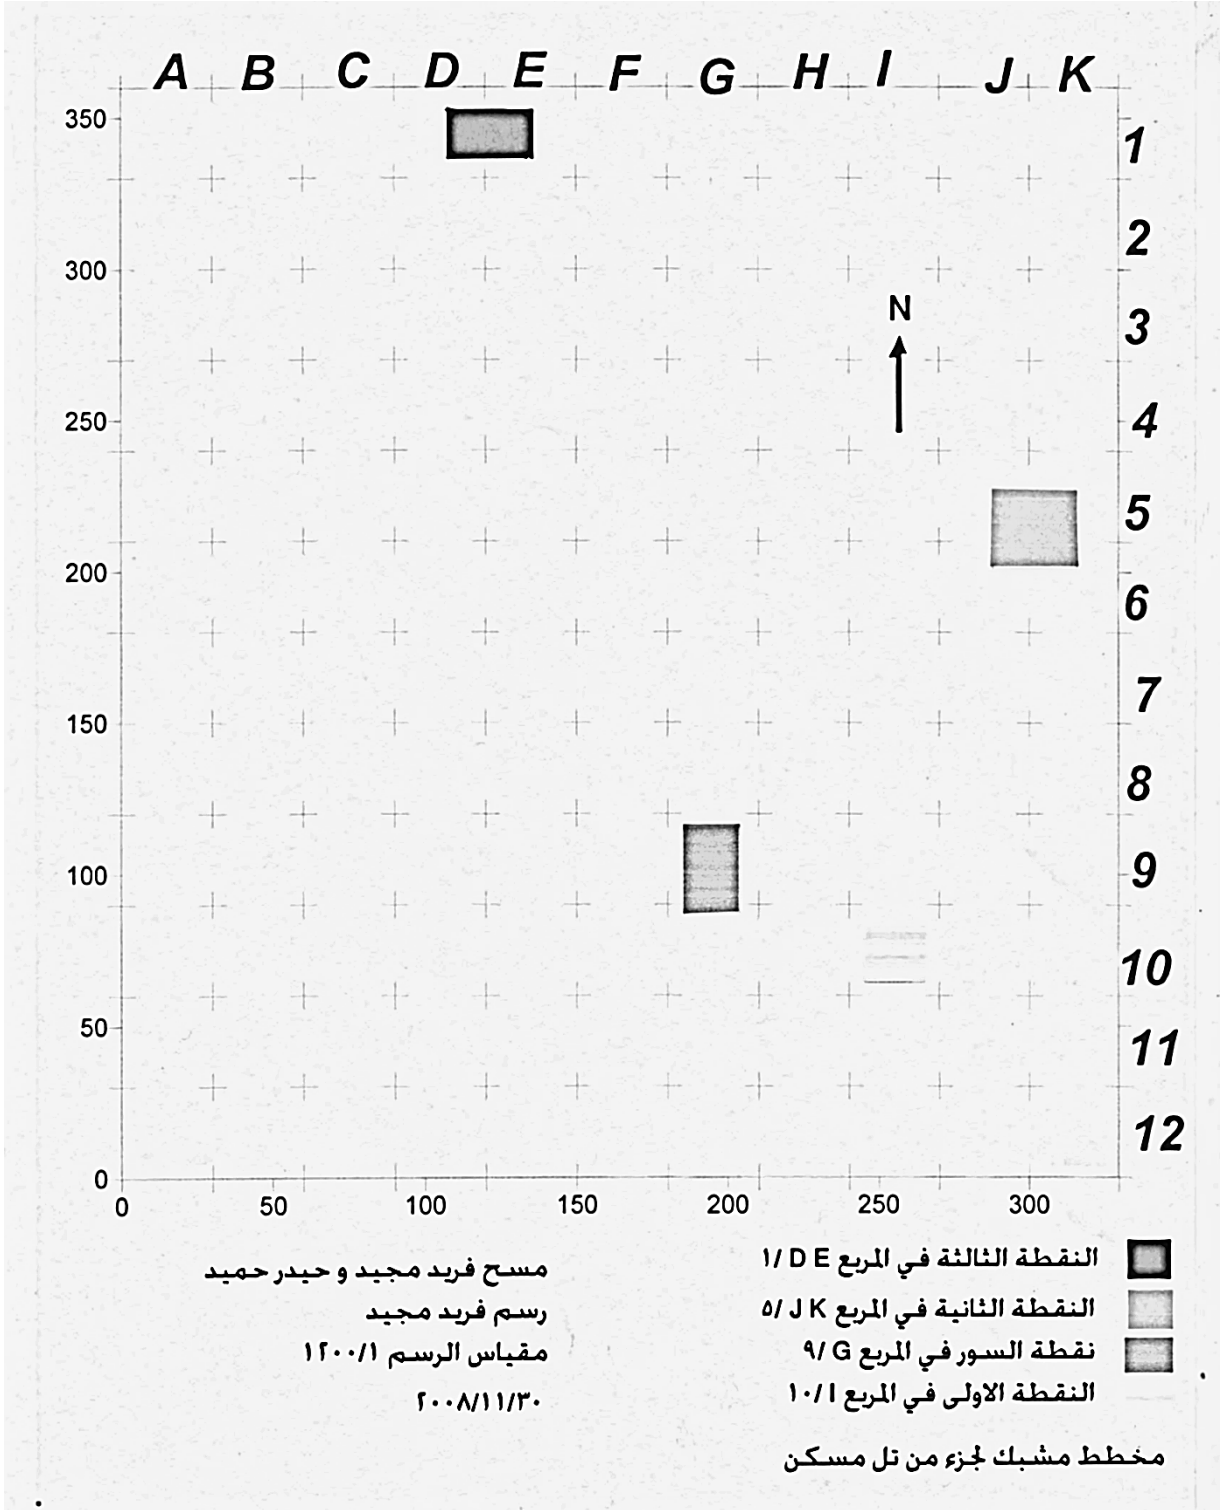 A B C D E F G H I J K
350
1
2
300
N
3
250
4
5
200
6
150
7
8
100
9
10
50
11
12
0
0 50 100 150 200 250 300
النقطة الثالثة في المربع D E /١
النقطة الثانية في المربع J K /٥
نقطة السور في المربع G /٩
النقطة الاولى في المربع I /١٠
مخطط مشبك لجزء من تل مسكن
مسح فريد مجيد و حيدر حميد
رسم فريد مجيد
مقياس الرسم ١/١٢٠٠
٢٠٠٨/١١/٣٠